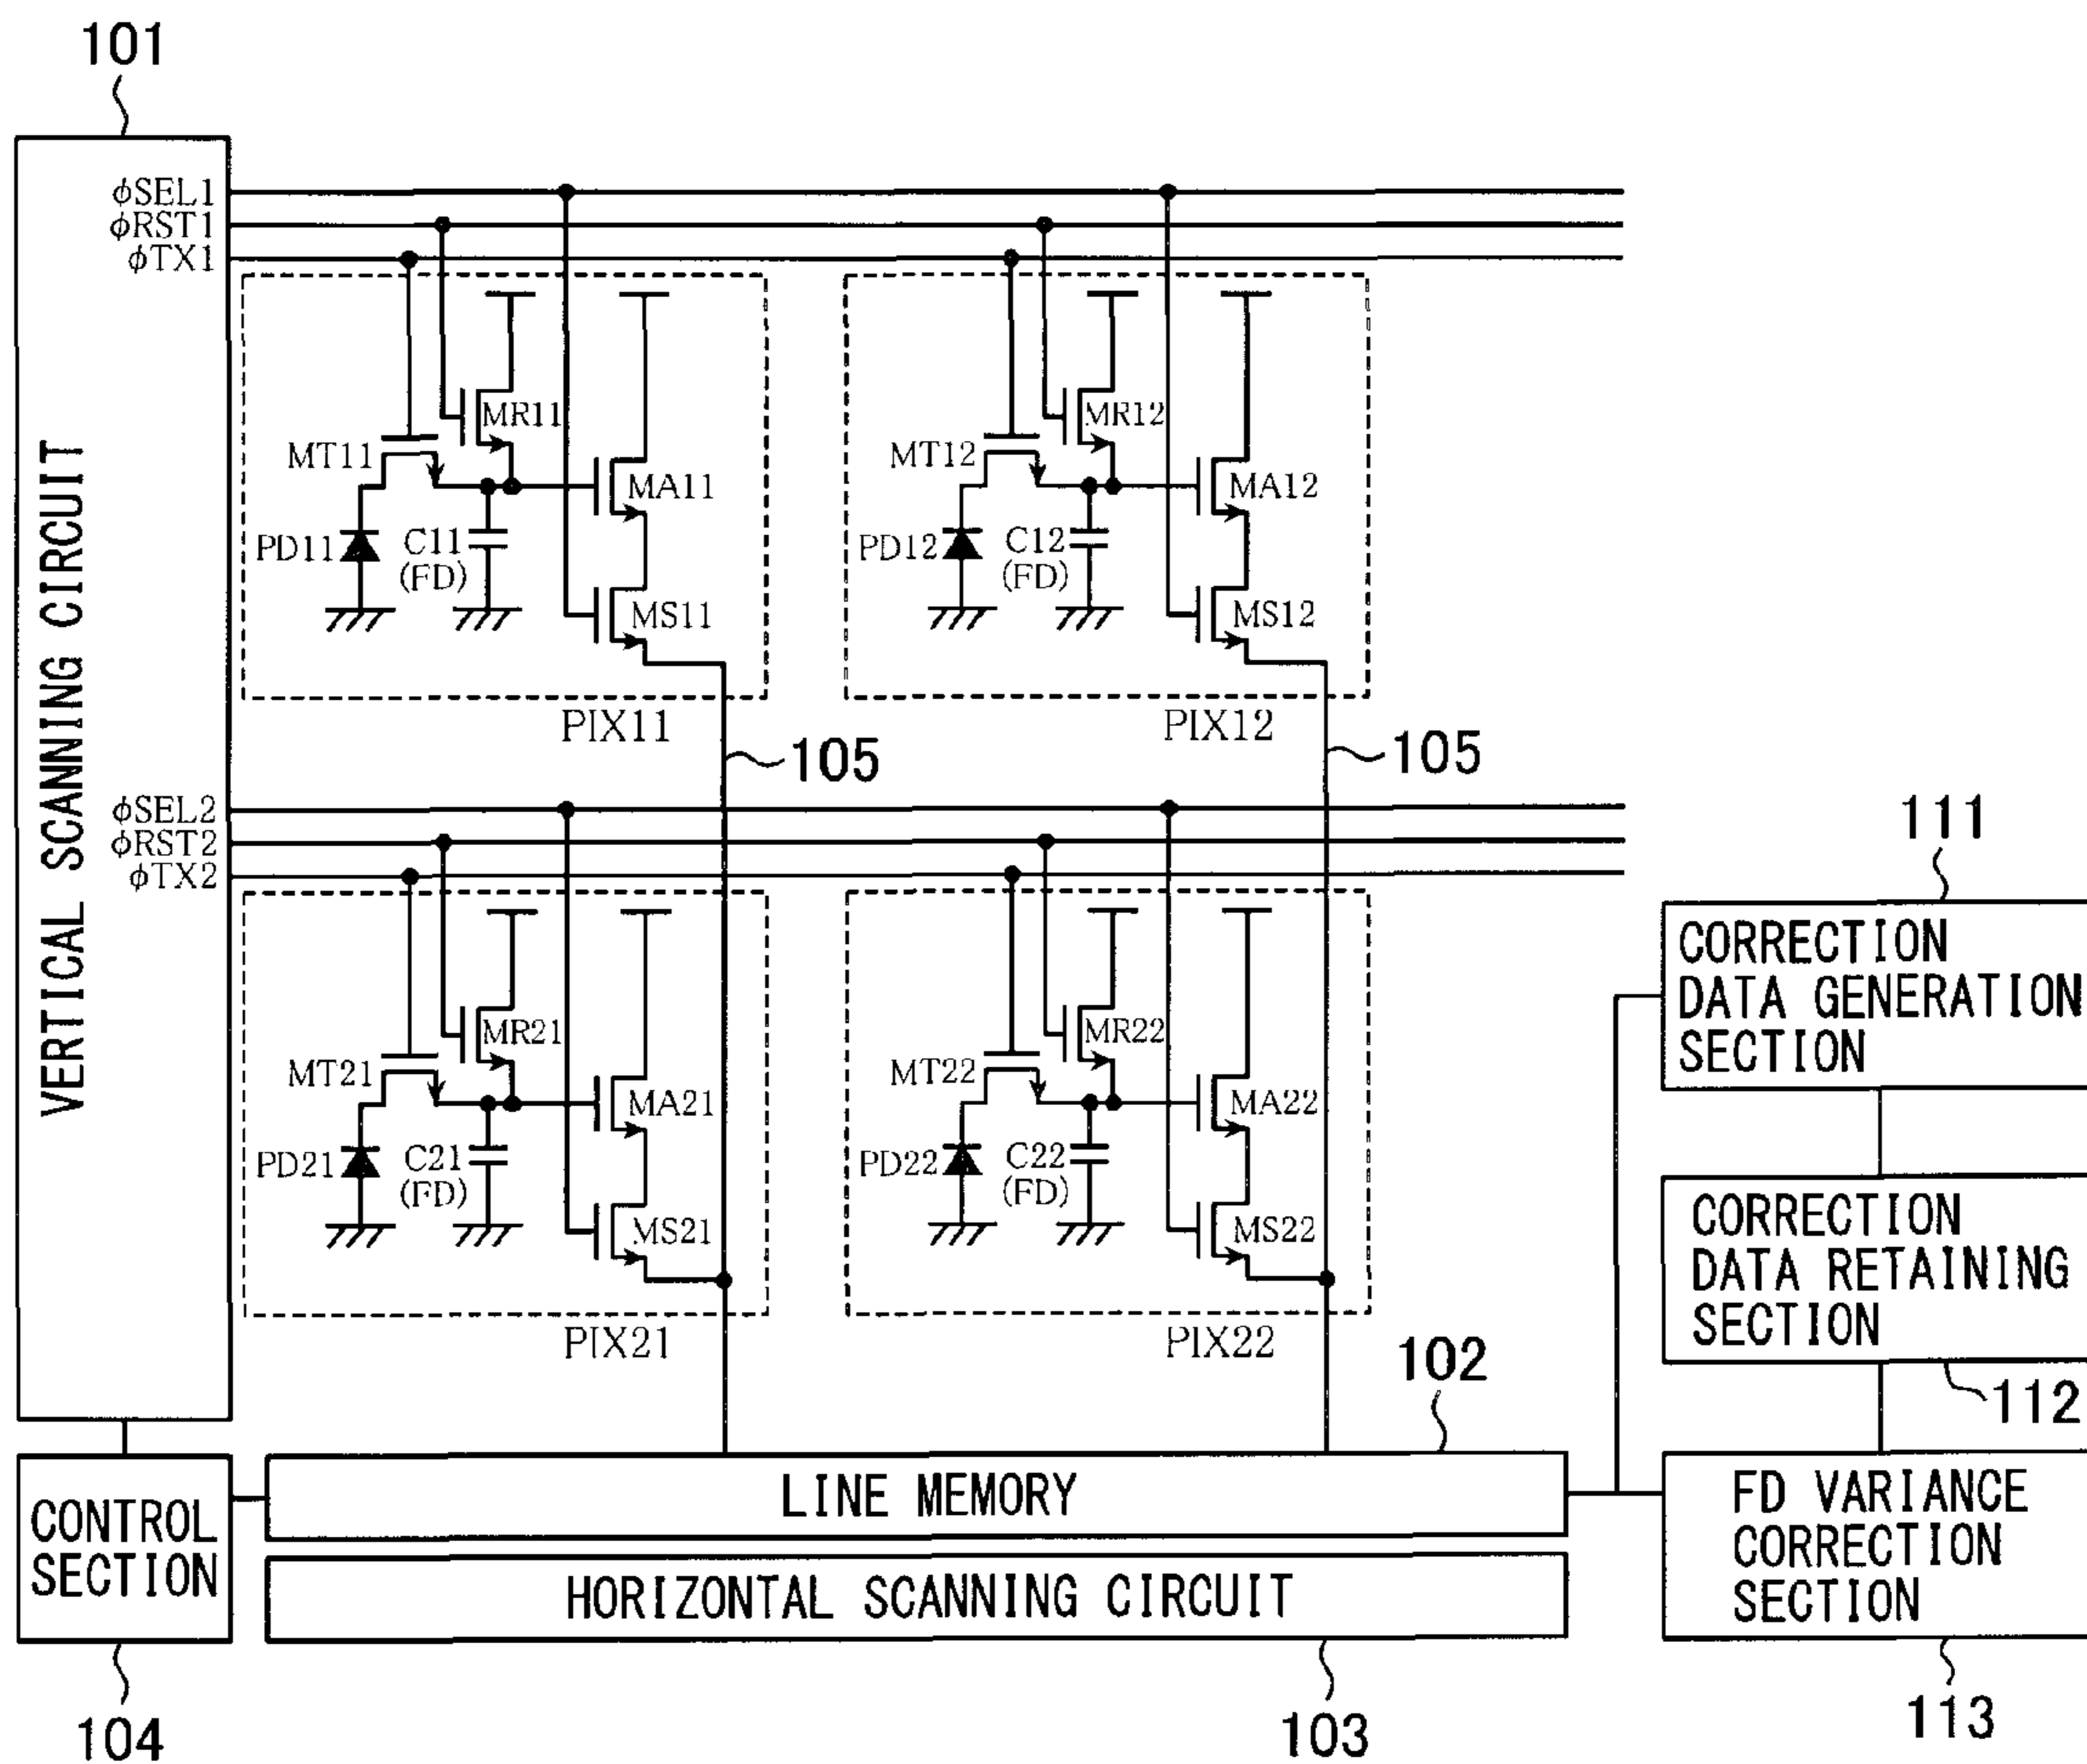 101
VERTICAL SCANNING CIRCUIT
ϕSEL1
ϕRST1
ϕTX1
MR11
MT11
MA11
PD11
C11
(FD)
MS11
PIX11
105
MR12
MT12
MA12
PD12
C12
(FD)
MS12
PIX12
105
ϕSEL2
ϕRST2
ϕTX2
MR21
MT21
MA21
PD21
C21
(FD)
MS21
PIX21
MR22
MT22
MA22
PD22
C22
(FD)
MS22
PIX22
102
111
CORRECTION
DATA GENERATION
SECTION
CORRECTION
DATA RETAINING
SECTION
112
CONTROL
SECTION
LINE MEMORY
HORIZONTAL SCANNING CIRCUIT
FD VARIANCE
CORRECTION
SECTION
104
103
113